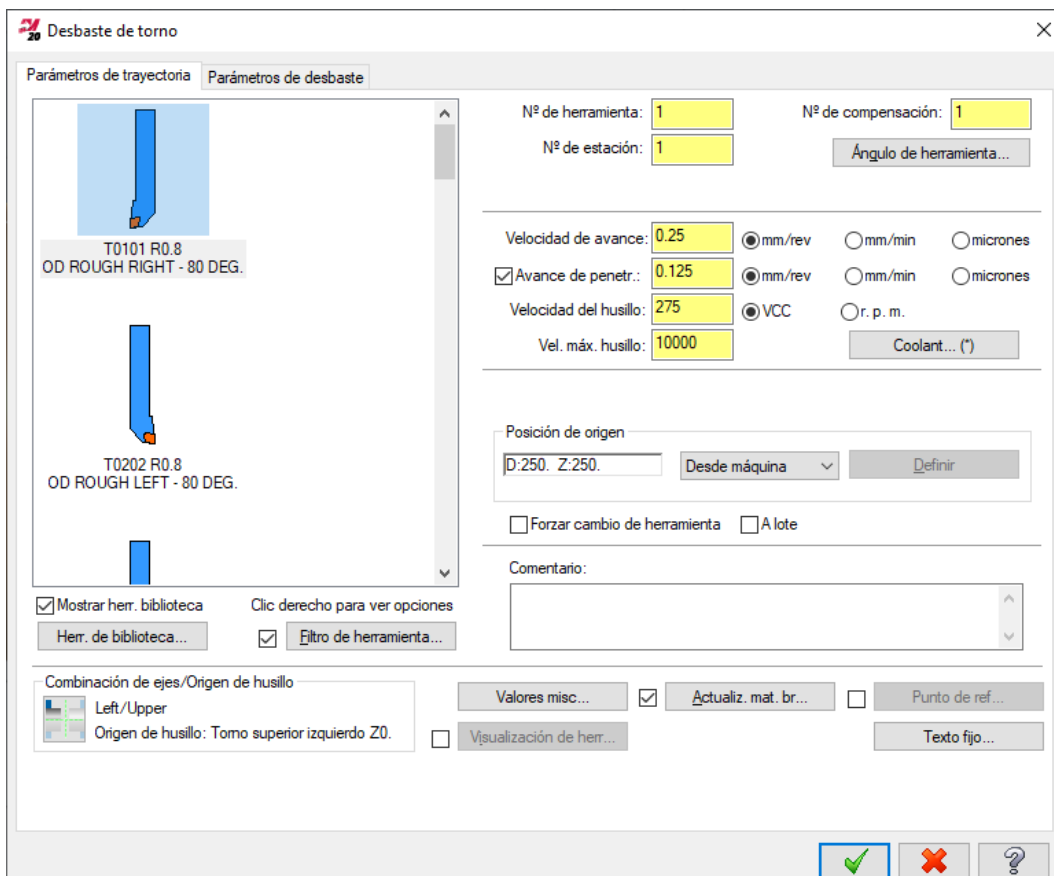 20 Desbaste de torno
Parámetros de trayectoria Parámetros de desbaste
T0101 R0.8
OD ROUGH RIGHT - 80 DEG.
T0202 R0.8
OD ROUGH LEFT - 80 DEG.
Mostrar herr. biblioteca Clic derecho para ver opciones
Herr. de biblioteca... Filtro de herramienta...
Nº de herramienta: 1 Nº de compensación: 1
Nº de estación: 1 Ángulo de herramienta...
Velocidad de avance: 0.25 mm/rev mm/min micrones
Avance de penetr.: 0.125 mm/rev mm/min micrones
Velocidad del husillo: 275 VCC r. p. m.
Vel. máx. husillo: 10000 Coolant... (*)
Posición de origen
D:250. Z:250. Desde máquina Definir
Forzar cambio de herramienta A lote
Comentario:
Combinación de ejes/Origen de husillo
Left/Upper
Origen de husillo: Torno superior izquierdo Z0.
Valores misc... Actualiz. mat. br... Punto de ref...
Visualización de herr... Texto fijo...